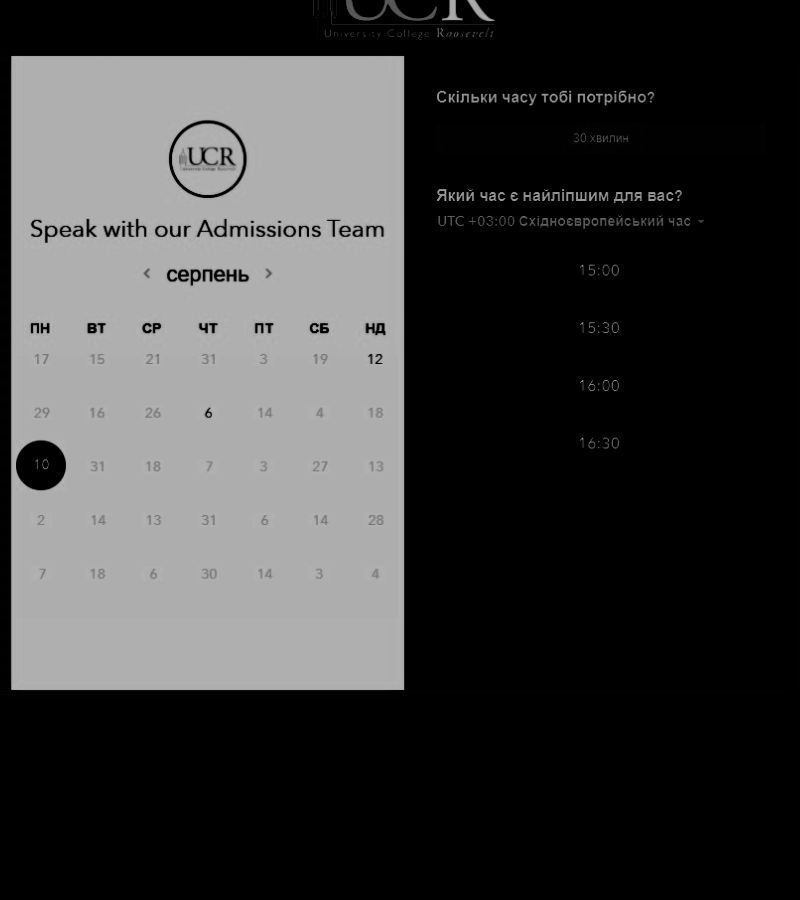 UCR
University College Roosevelt
UCR
University College Roosevelt
Speak with our Admissions Team
серпень
ПН ВТ СР ЧТ ПТ СБ НД
17 15 21 31 3 19 12
29 16 26 6 14 4 18
10 31 18 7 3 27 13
2 14 13 31 6 14 28
7 18 6 30 14 3 4
Скільки часу тобі потрібно?
30 хвилин
Який час є найліпшим для вас?
UTC +03:00 Східноєвропейський час
15:00
15:30
16:00
16:30